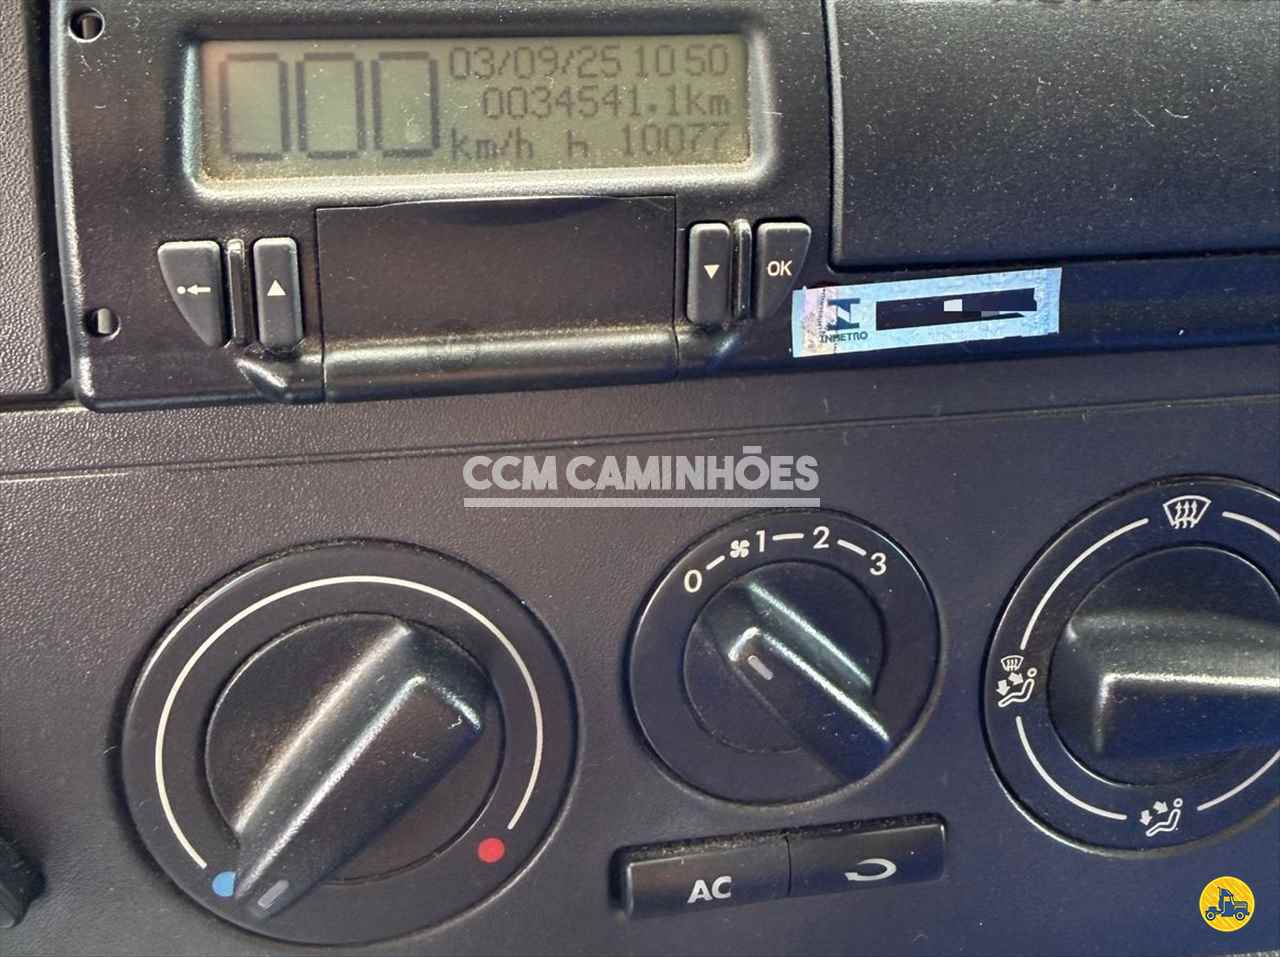 000 03/09/25 10 50
0034541.1km
km/h h 10077
OK
INMETRO
CCM CAMINHÕES
0 1 2 3
AC